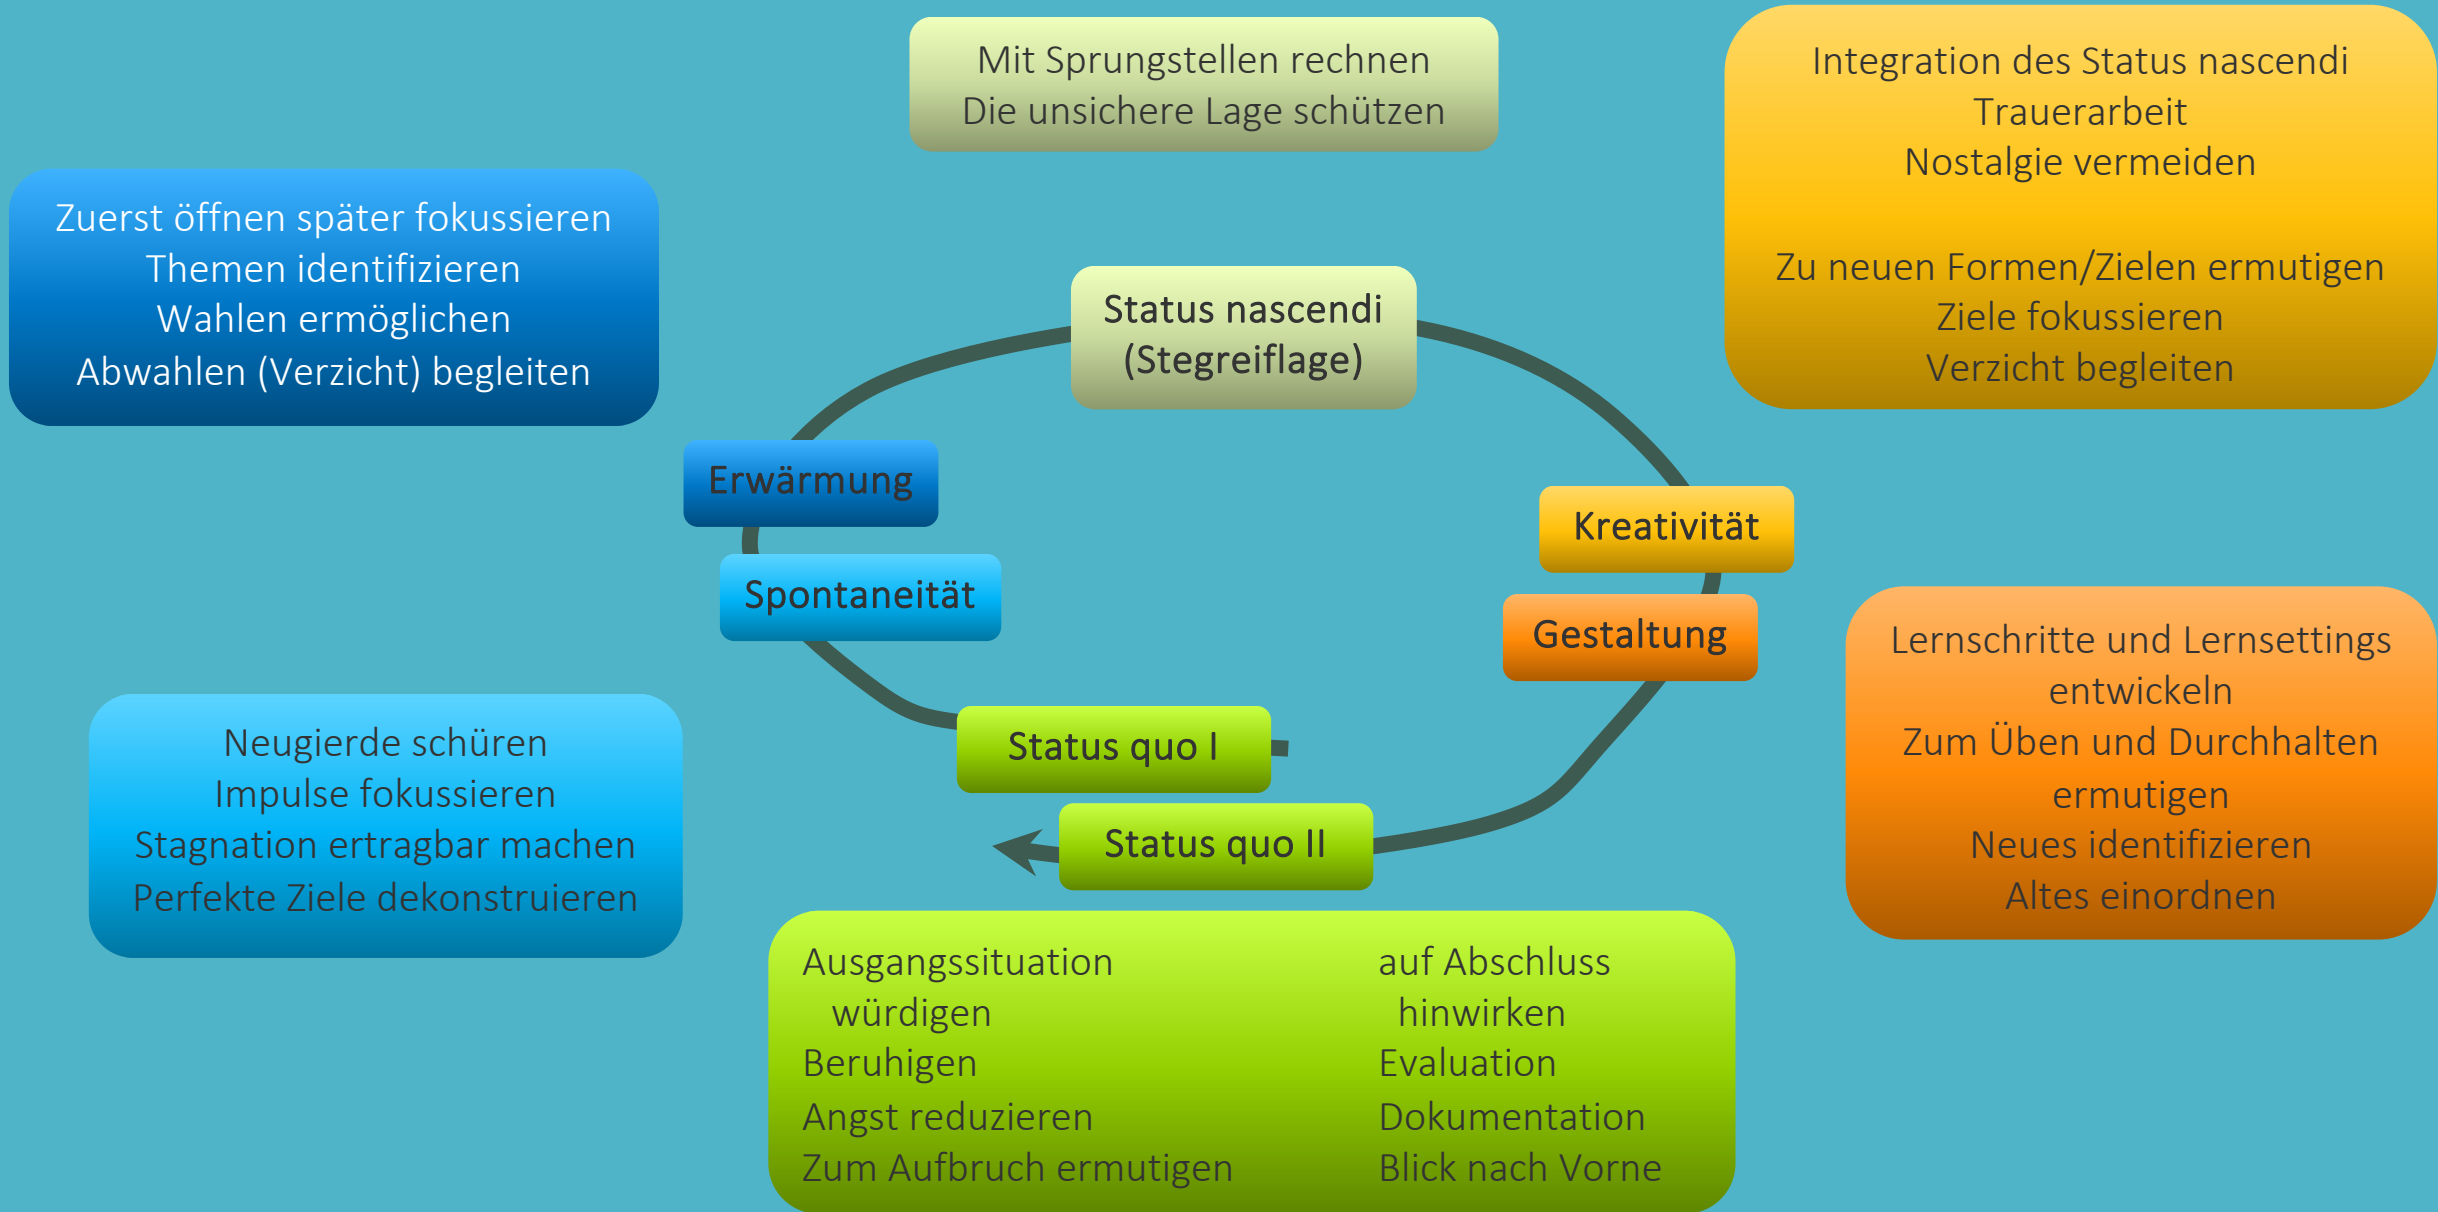 Mit Sprungstellen rechnen
Die unsichere Lage schützen
Integration des Status nascendi
Trauerarbeit
Nostalgie vermeiden
Zu neuen Formen/Zielen ermutigen
Ziele fokussieren
Verzicht begleiten
Zuerst öffnen später fokussieren
Themen identifizieren
Wahlen ermöglichen
Abwahlen (Verzicht) begleiten
Status nascendi
(Stegreiflage)
Erwärmung
Kreativität
Spontaneität
Gestaltung
Status quo I
Status quo II
Neugierde schüren
Impulse fokussieren
Stagnation ertragbar machen
Perfekte Ziele dekonstruieren
Lernschritte und Lernsettings
entwickeln
Zum Üben und Durchhalten
ermutigen
Neues identifizieren
Altes einordnen
Ausgangssituation
würdigen
Beruhigen
Angst reduzieren
Zum Aufbruch ermutigen
auf Abschluss
hinwirken
Evaluation
Dokumentation
Blick nach Vorne